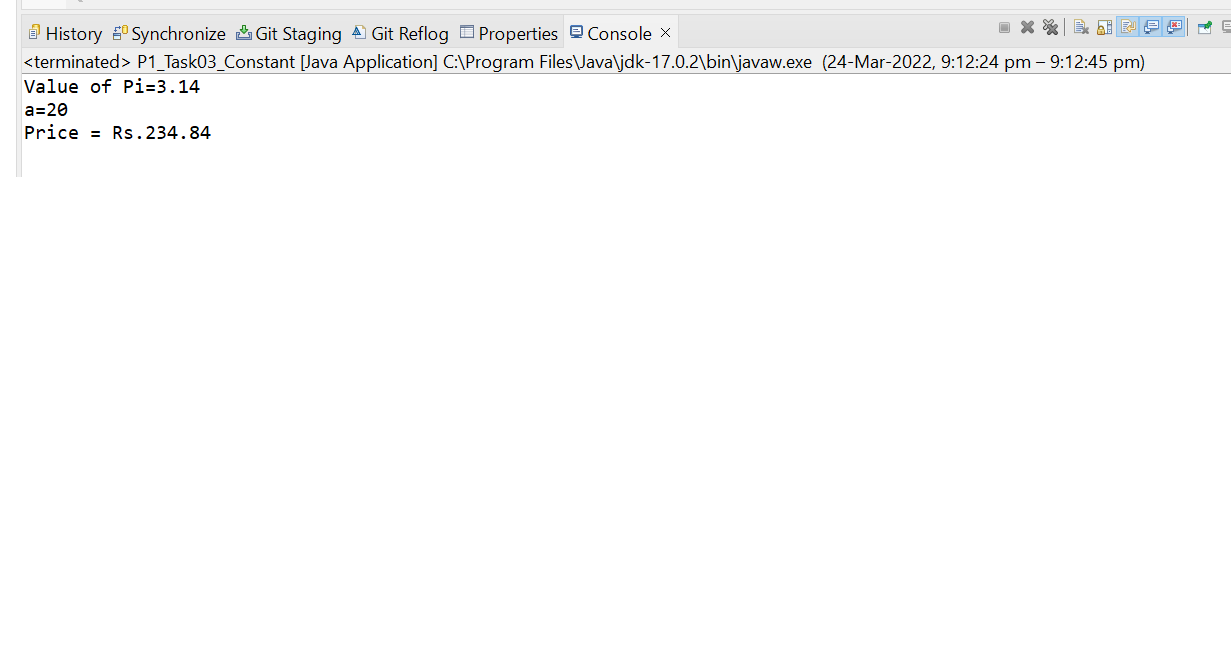 History Synchronize Git Staging Git Reflog Properties Console ×
<terminated> P1_Task03_Constant [Java Application] C:\Program Files\Java\jdk-17.0.2\bin\javaw.exe (24-Mar-2022, 9:12:24 pm – 9:12:45 pm)
Value of Pi=3.14
a=20
Price = Rs.234.84